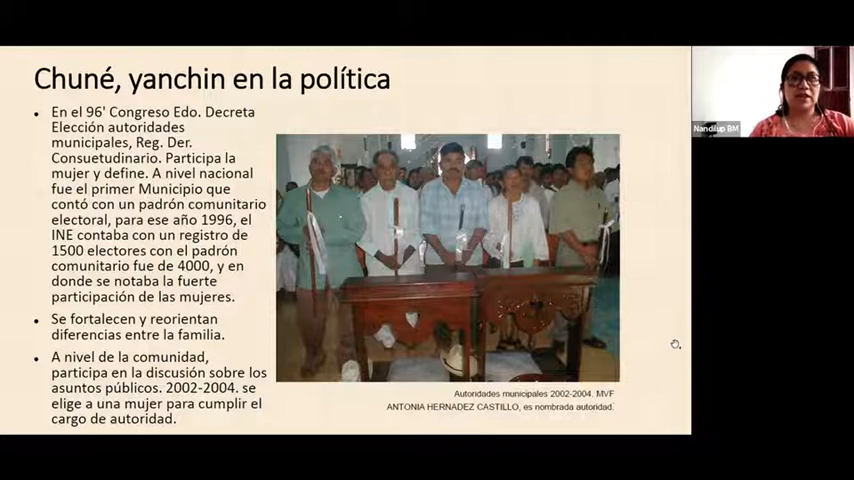 Chuné, yanchin en la política
• En el 96' Congreso Edo. Decreta
Elección autoridades
municipales, Reg. Der.
Consuetudinario. Participa la
mujer y define. A nivel nacional
fue el primer Municipio que
contó con un padrón comunitario
electoral, para ese año 1996, el
INE contaba con un registro de
1500 electores con el padrón
comunitario fue de 4000, y en
donde se notaba la fuerte
participación de las mujeres.
• Se fortalecen y reorientan
diferencias entre la familia.
• A nivel de la comunidad,
participa en la discusión sobre los
asuntos públicos. 2002-2004. se
elige a una mujer para cumplir el
cargo de autoridad.
Autoridades municipales 2002-2004. MVF
ANTONIA HERNADEZ CASTILLO, es nombrada autoridad.
Nandiiup BM